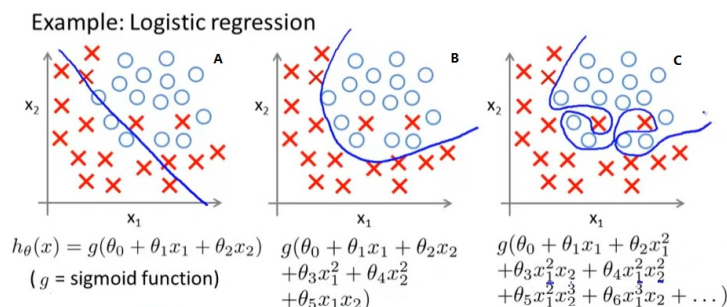 Example: Logistic regression
A
B
C
x₂
x₂
x₂
x₁
x₁
x₁
h_θ(x) = g(θ₀ + θ₁x₁ + θ₂x₂)
(g = sigmoid function)
g(θ₀ + θ₁x₁ + θ₂x₂
+θ₃x₁² + θ₄x₂²
+θ₅x₁x₂)
g(θ₀ + θ₁x₁ + θ₂x₁²
+θ₃x₁²x₂ + θ₄x₁²x₂²
+θ₅x₁²x₂³ + θ₆x₁³x₂ + ...)